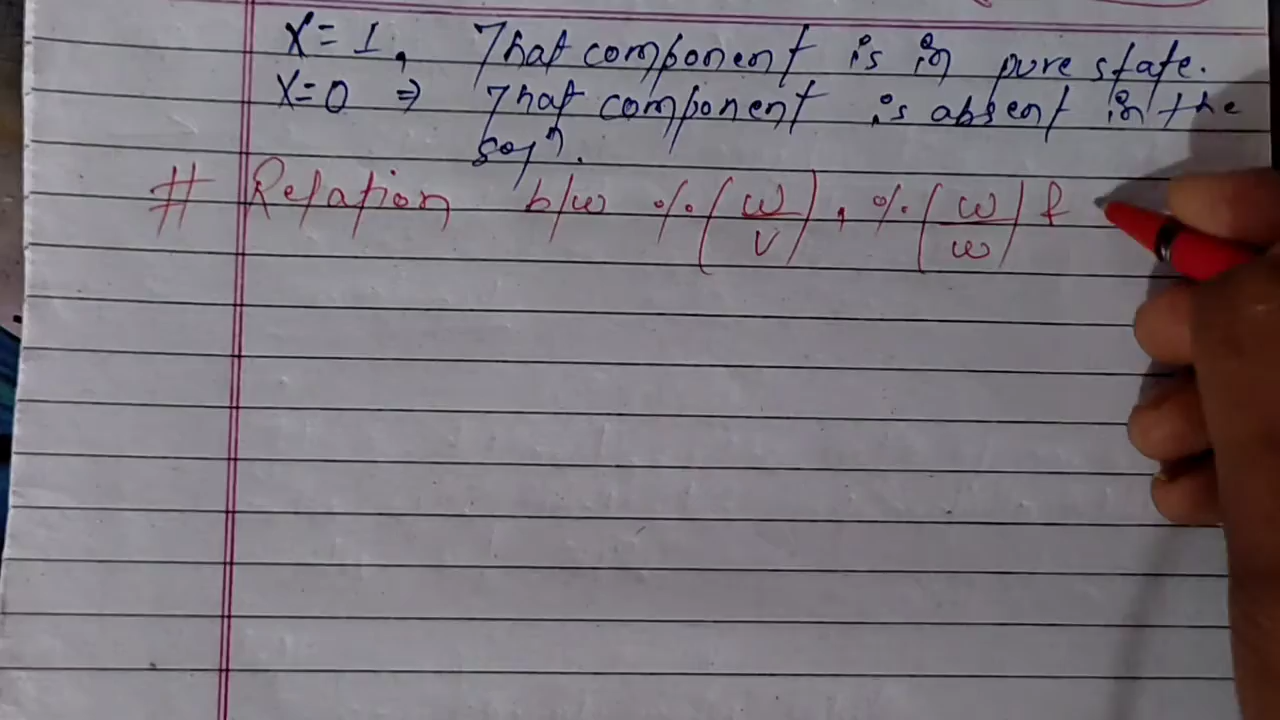 X = 1, That component is in pure state.
X=0 ⇒ That component is absent in the
solⁿ.
# Relation b/w %(w/v), %(w/w) &